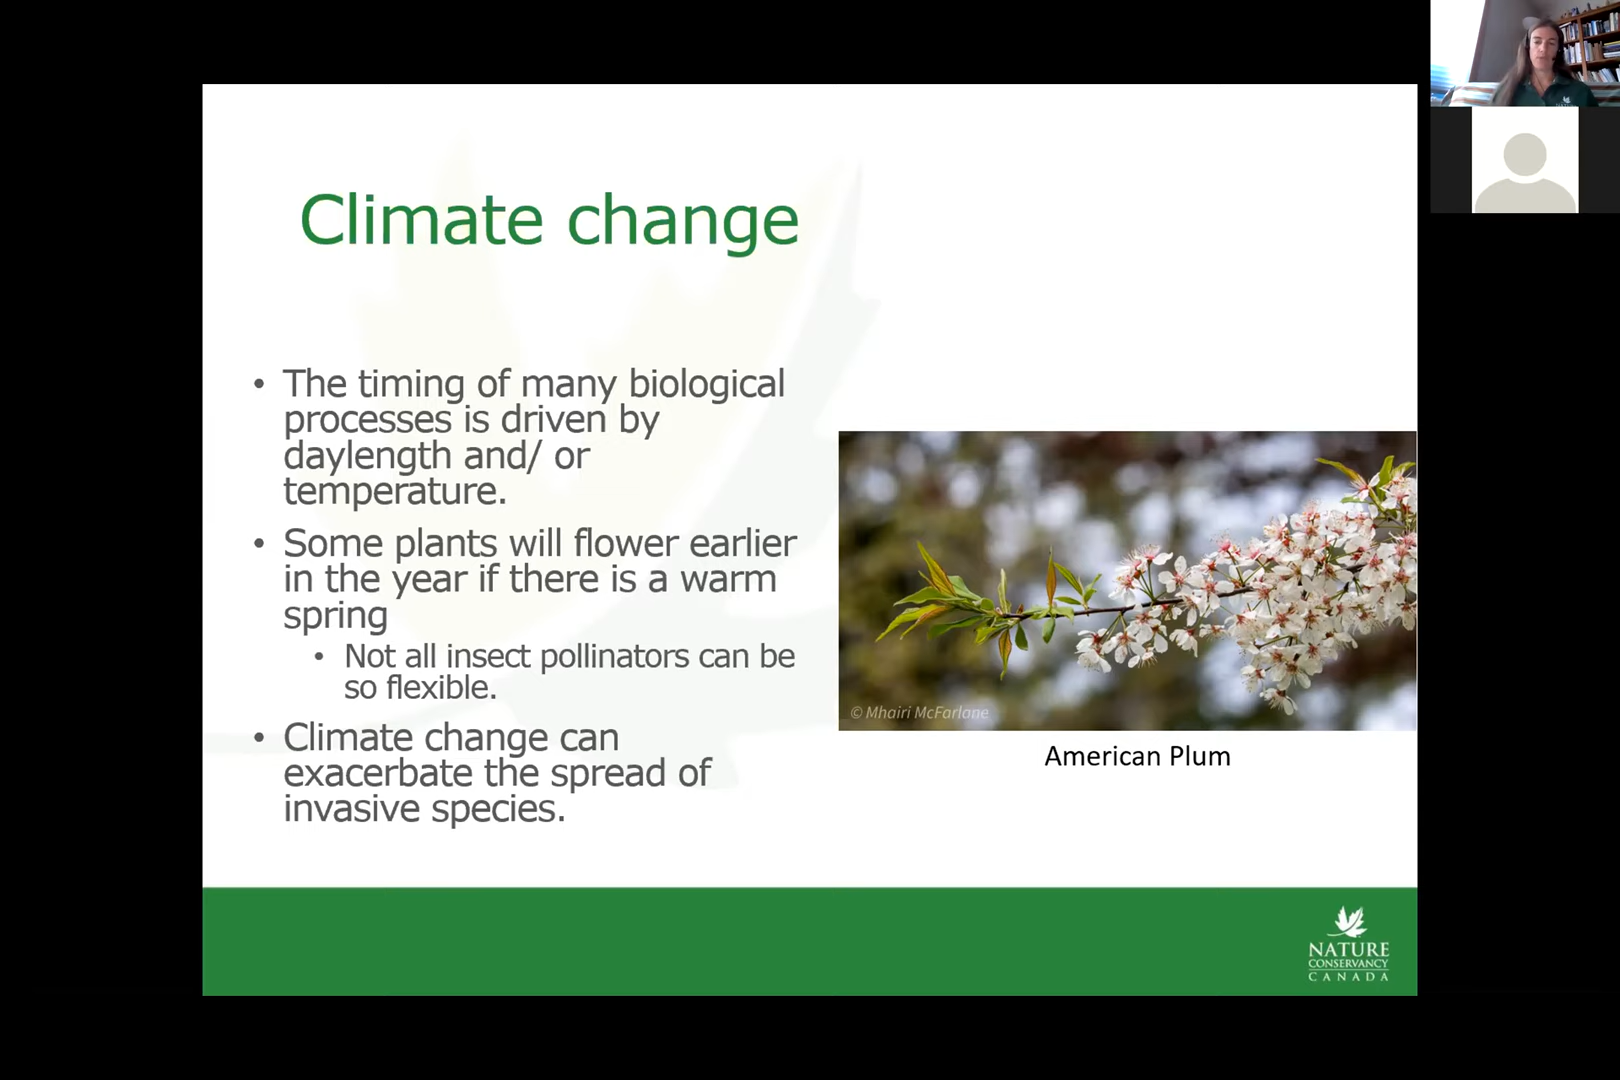 Climate change
• The timing of many biological
processes is driven by
daylength and/ or
temperature.
• Some plants will flower earlier
in the year if there is a warm
spring
• Not all insect pollinators can be
so flexible.
• Climate change can
exacerbate the spread of
invasive species.
© Mhairi McFarlane
American Plum
NATURE
CONSERVANCY
CANADA